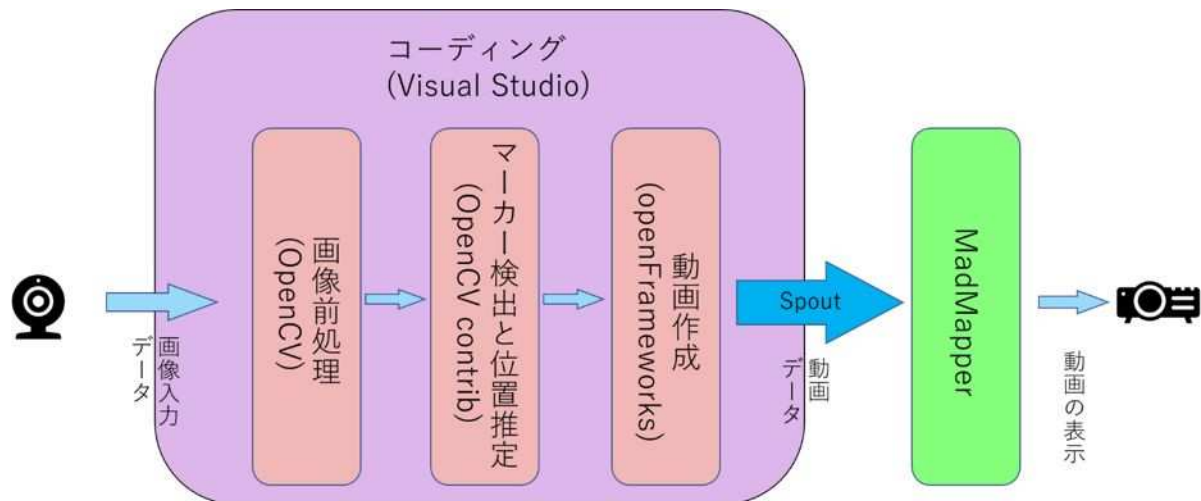 コーディング
(Visual Studio)
画像入力
データ
画像前処理
(OpenCV)
マーカー検出と位置推定
(OpenCV contrib)
動画作成
(openFrameworks)
Spout
動画
データ
MadMapper
動画の表示